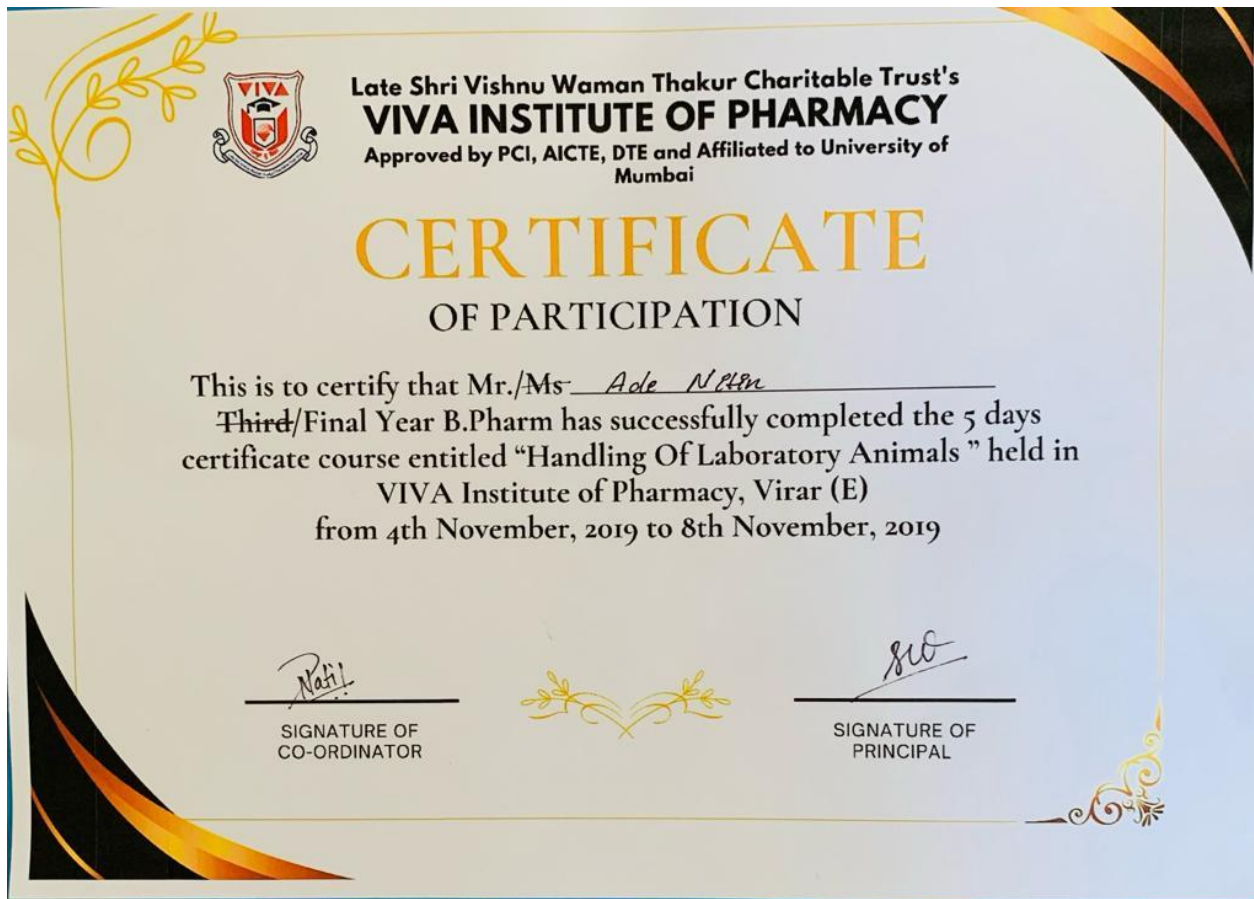 VIVA
Late Shri Vishnu Waman Thakur Charitable Trust's
VIVA INSTITUTE OF PHARMACY
Approved by PCI, AICTE, DTE and Affiliated to University of
Mumbai
CERTIFICATE
OF PARTICIPATION
This is to certify that Mr./Ms Ade Nitin
Third/Final Year B.Pharm has successfully completed the 5 days
certificate course entitled “Handling Of Laboratory Animals ” held in
VIVA Institute of Pharmacy, Virar (E)
from 4th November, 2019 to 8th November, 2019
SIGNATURE OF
CO-ORDINATOR
SIGNATURE OF
PRINCIPAL